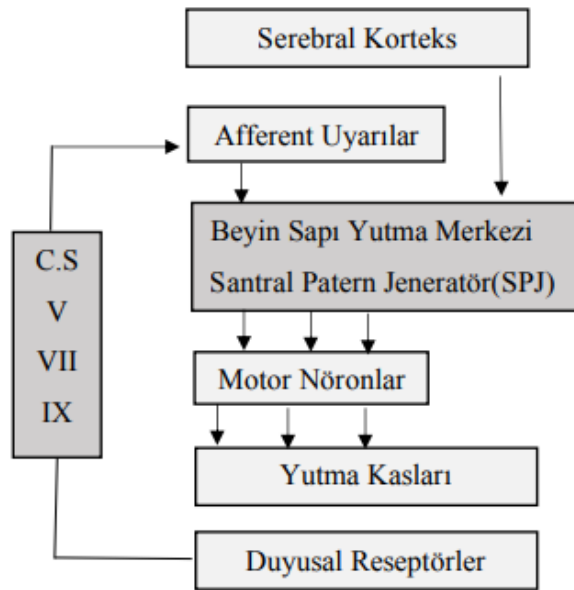 Serebral Korteks
Afferent Uyarılar
Beyin Sapı Yutma Merkezi
Santral Patern Jeneratör(SPJ)
C.S
V
VII
IX
Motor Nöronlar
Yutma Kasları
Duyusal Reseptörler